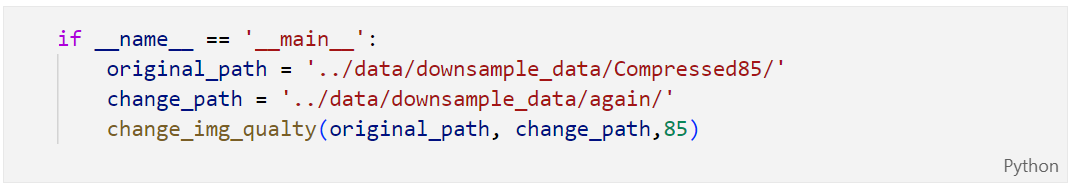 if __name__ == '__main__':
    original_path = '../data/downsample_data/Compressed85/'
    change_path = '../data/downsample_data/again/'
    change_img_qualty(original_path, change_path,85)
Python